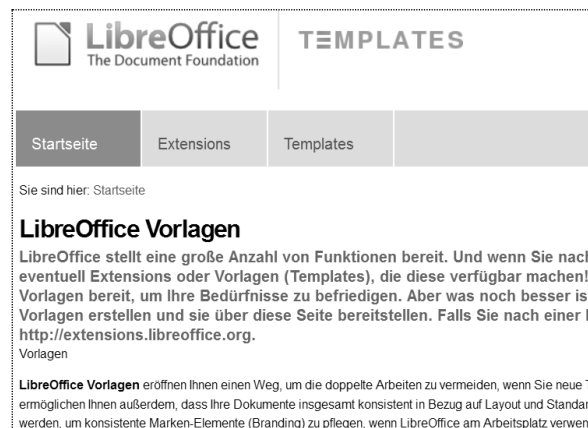 LibreOffice TEMPLATES
The Document Foundation
Startseite Extensions Templates
Sie sind hier: Startseite
LibreOffice Vorlagen
LibreOffice stellt eine große Anzahl von Funktionen bereit. Und wenn Sie nach
eventuell Extensions oder Vorlagen (Templates), die diese verfügbar machen!
Vorlagen bereit, um Ihre Bedürfnisse zu befriedigen. Aber was noch besser is
Vorlagen erstellen und sie über diese Seite bereitstellen. Falls Sie nach einer
http://extensions.libreoffice.org.
Vorlagen
LibreOffice Vorlagen eröffnen Ihnen einen Weg, um die doppelte Arbeiten zu vermeiden, wenn Sie neue
ermöglichen Ihnen außerdem, dass Ihre Dokumente insgesamt konsistent in Bezug auf Layout und Standar
werden, um konsistente Marken-Elemente (Branding) zu pflegen, wenn LibreOffice am Arbeitsplatz verwen